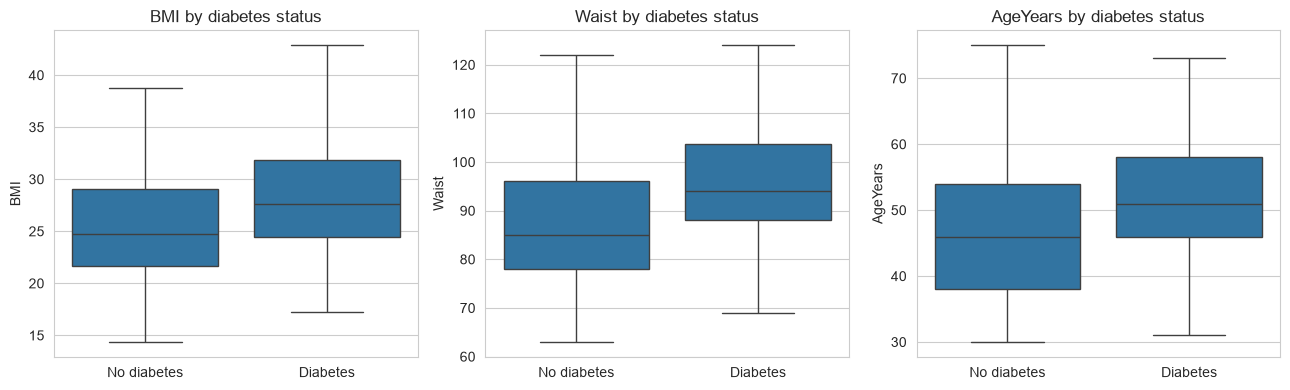 BMI by diabetes status
BMI
40
35
30
25
20
15
No diabetes
Diabetes
Waist by diabetes status
Waist
120
110
100
90
80
70
60
No diabetes
Diabetes
AgeYears by diabetes status
AgeYears
70
60
50
40
30
No diabetes
Diabetes